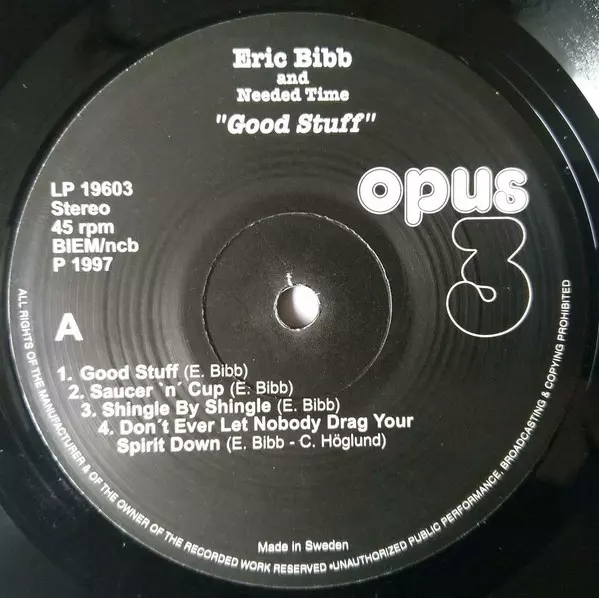 Eric Bibb
and
Needed Time
"Good Stuff"
LP 19603
Stereo
45 rpm
BIEM/ncb
P 1997
opus
3
A
1. Good Stuff (E. Bibb)
2. Saucer `n´ Cup (E. Bibb)
3. Shingle By Shingle (E. Bibb)
4. Don´t Ever Let Nobody Drag Your
Spirit Down (E. Bibb - C. Höglund)
Made in Sweden
ALL RIGHTS OF THE MANUFACTURER & OF THE OWNER OF THE RECORDED WORK RESERVED •UNAUTHORIZED PUBLIC PERFORMANCE, BROADCASTING & COPYING PROHIBITED